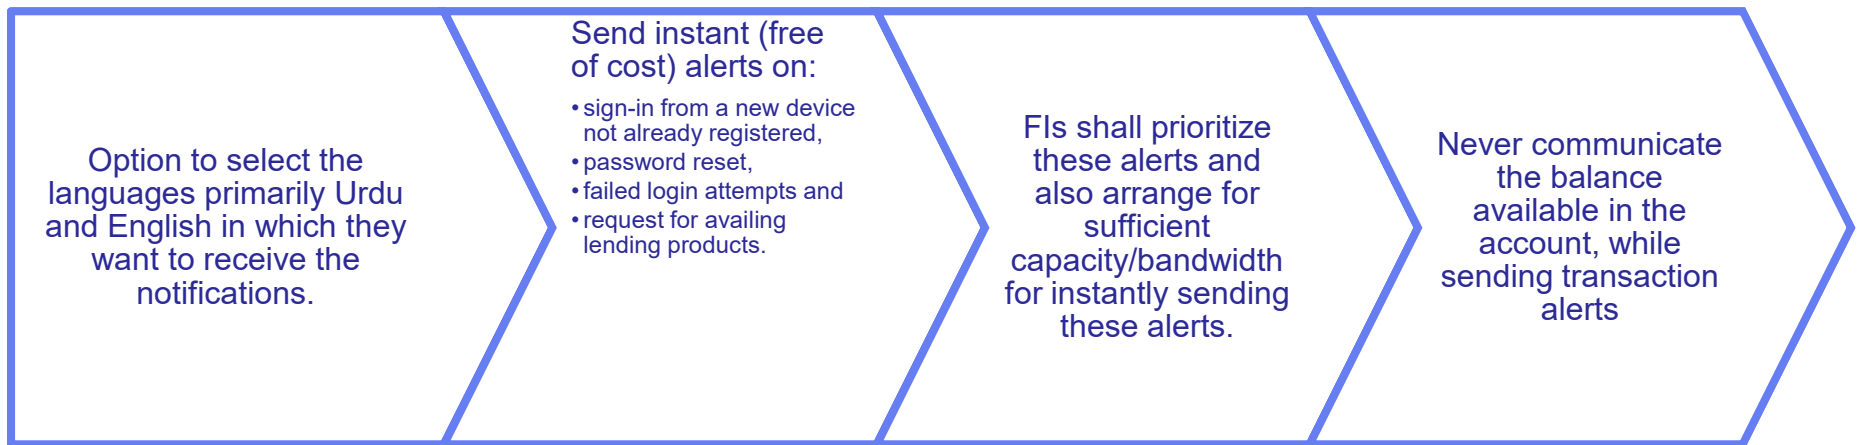 Option to select the
languages primarily Urdu
and English in which they
want to receive the
notifications.
Send instant (free
of cost) alerts on:
• sign-in from a new device
not already registered,
• password reset,
• failed login attempts and
• request for availing
lending products.
FIs shall prioritize
these alerts and
also arrange for
sufficient
capacity/bandwidth
for instantly sending
these alerts.
Never communicate
the balance
available in the
account, while
sending transaction
alerts